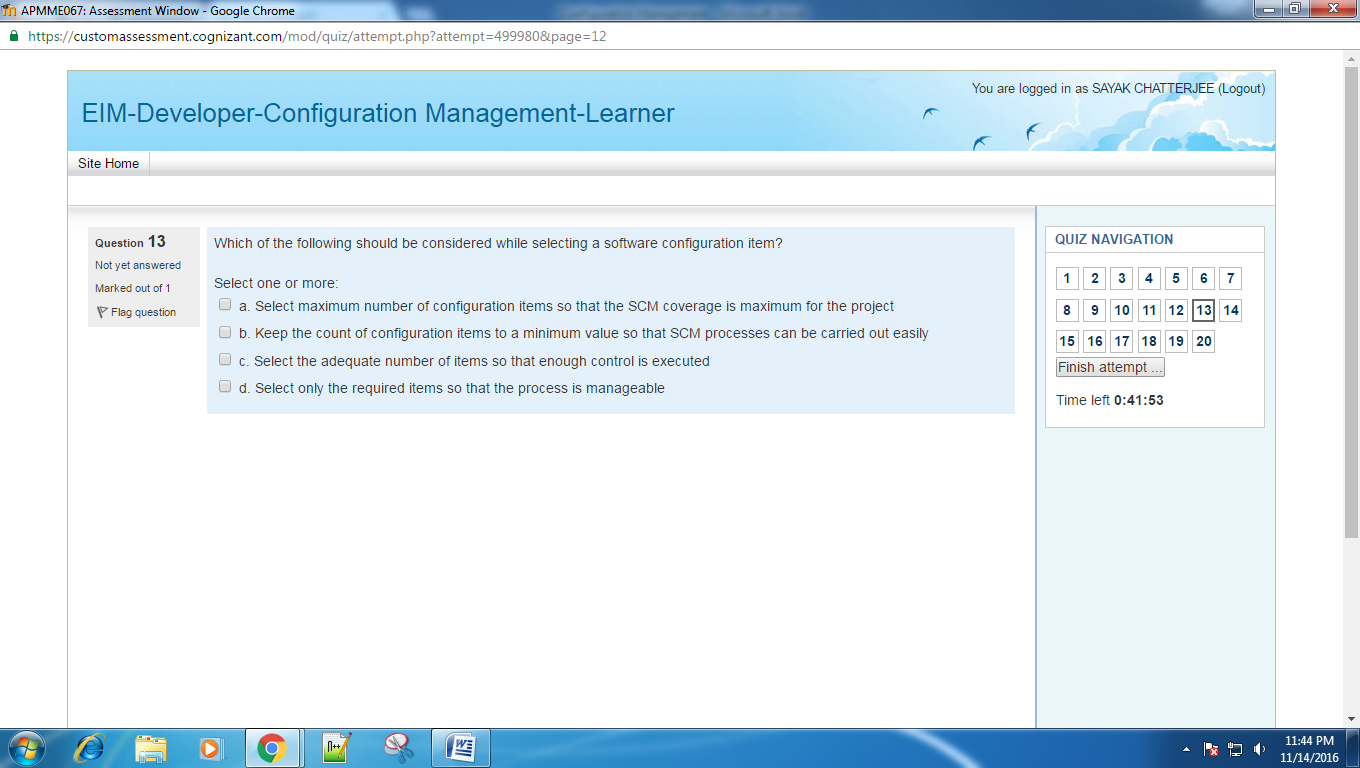 APMME067: Assessment Window - Google Chrome
https://customassessment.cognizant.com/mod/quiz/attempt.php?attempt=499980&page=12
You are logged in as SAYAK CHATTERJEE (Logout)
EIM-Developer-Configuration Management-Learner
Site Home
Question 13
Not yet answered
Marked out of 1
Flag question
Which of the following should be considered while selecting a software configuration item?
Select one or more:
a. Select maximum number of configuration items so that the SCM coverage is maximum for the project
b. Keep the count of configuration items to a minimum value so that SCM processes can be carried out easily
c. Select the adequate number of items so that enough control is executed
d. Select only the required items so that the process is manageable
QUIZ NAVIGATION
1 2 3 4 5 6 7
8 9 10 11 12 13 14
15 16 17 18 19 20
Finish attempt ...
Time left 0:41:53
11:44 PM
11/14/2016